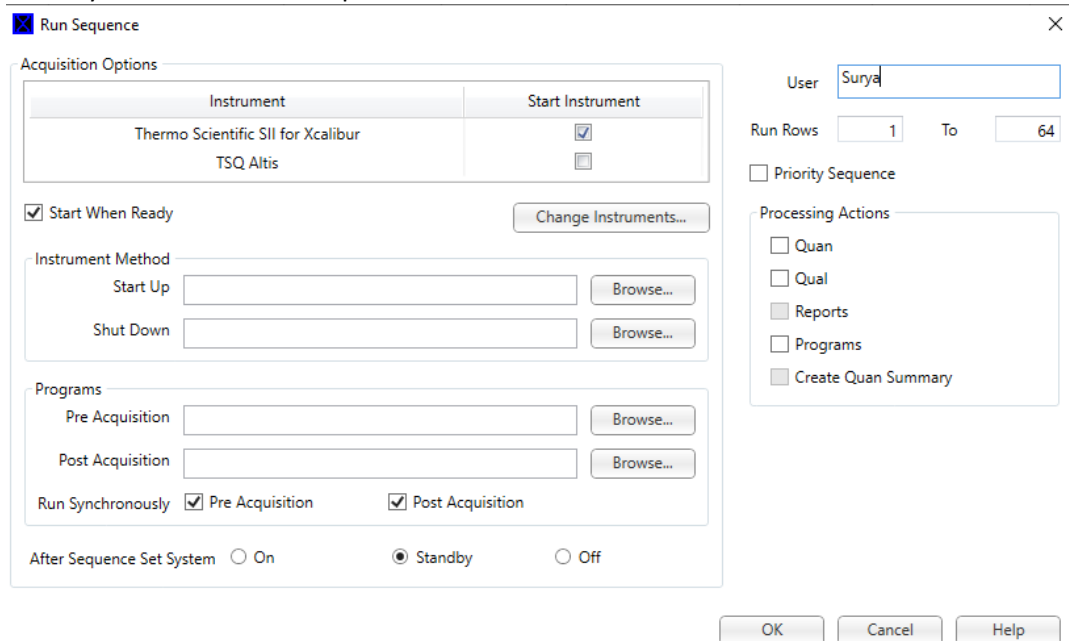 Run Sequence
Acquisition Options
Instrument Start Instrument
Thermo Scientific SII for Xcalibur
TSQ Altis
Start When Ready
Change Instruments...
Instrument Method
Start Up Browse...
Shut Down Browse...
Programs
Pre Acquisition Browse...
Post Acquisition Browse...
Run Synchronously Pre Acquisition Post Acquisition
After Sequence Set System On Standby Off
User Surya
Run Rows 1 To 64
Priority Sequence
Processing Actions
Quan
Qual
Reports
Programs
Create Quan Summary
OK Cancel Help